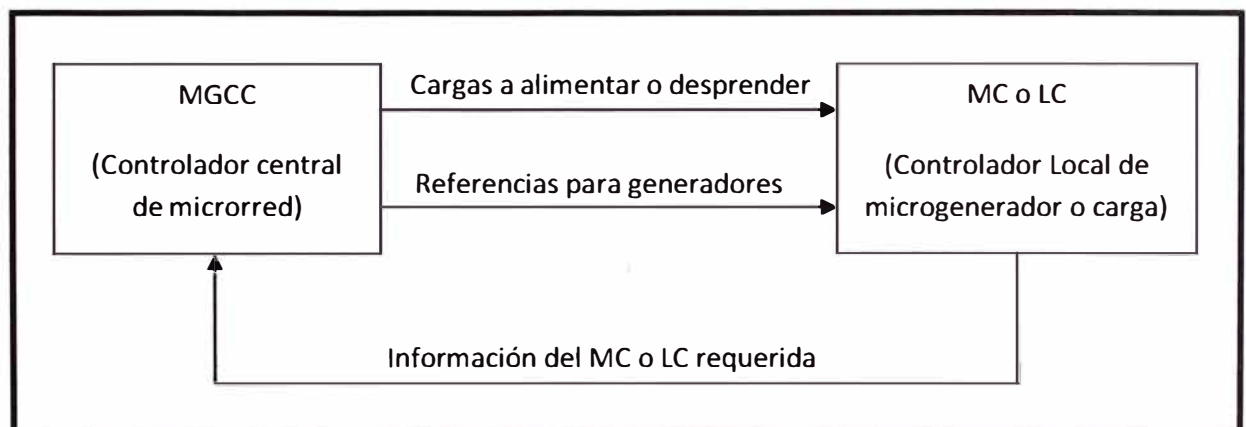 MGCC
(Controlador central
de microrred)
Cargas a alimentar o desprender
Referencias para generadores
MC o LC
(Controlador Local de
microgenerador o carga)
Información del MC o LC requerida